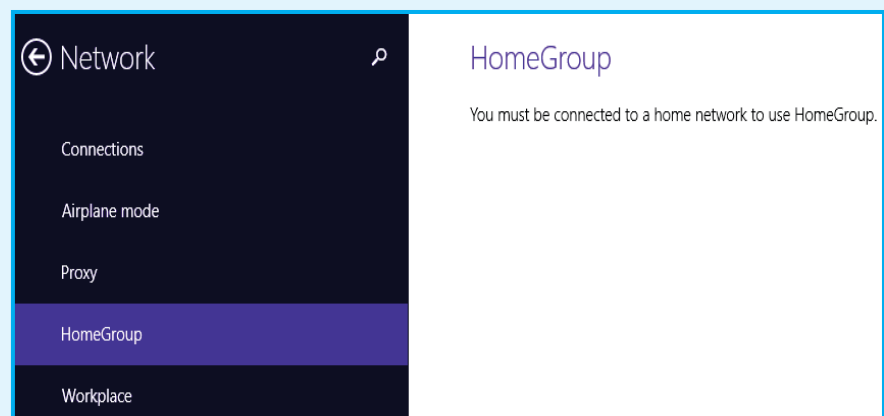 Network
Connections
Airplane mode
Proxy
HomeGroup
Workplace
HomeGroup
You must be connected to a home network to use HomeGroup.